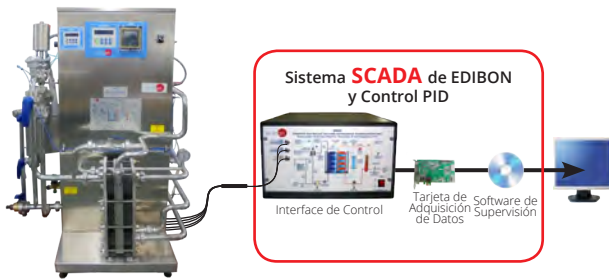 Sistema SCADA de EDIBON
y Control PID
Interface de Control
Tarjeta de
Adquisición
de Datos
Software de
Supervisión